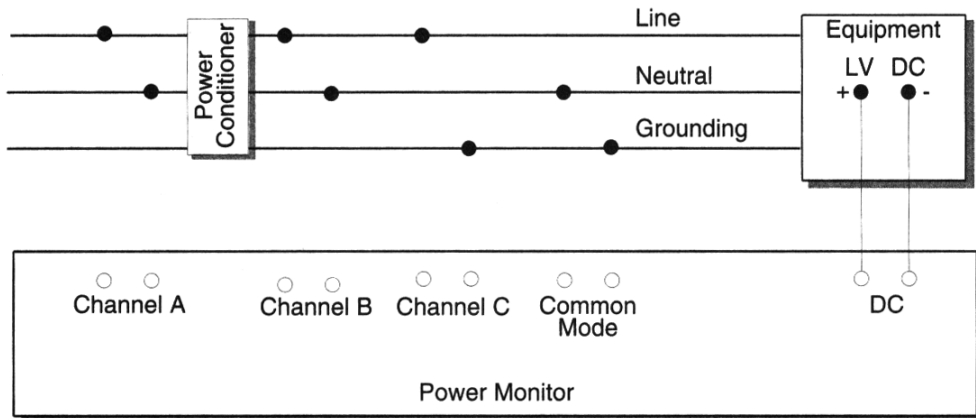 Line
Power
Conditioner
Neutral
Grounding
Equipment
LV DC
+ -
Channel A
Channel B
Channel C
Common
Mode
DC
Power Monitor